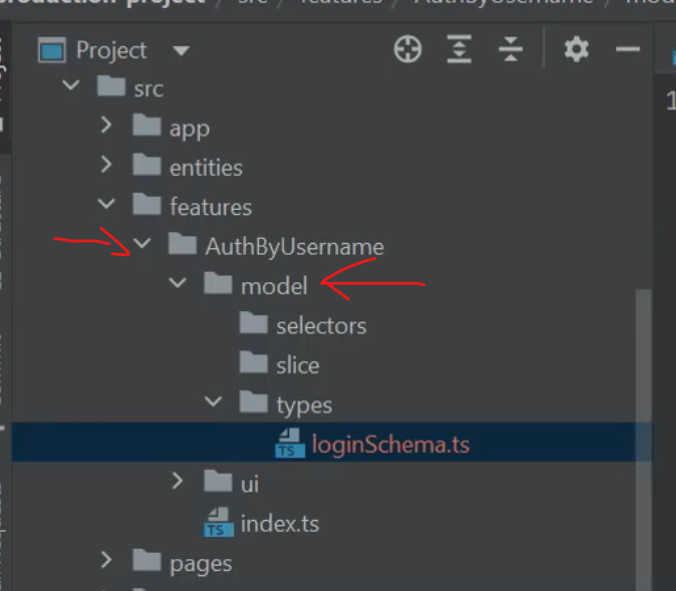 production-project / src / features / AuthByUsername / mod
Project
src
app
entities
features
AuthByUsername
model
selectors
slice
types
TS loginSchema.ts
ui
TS index.ts
pages
1